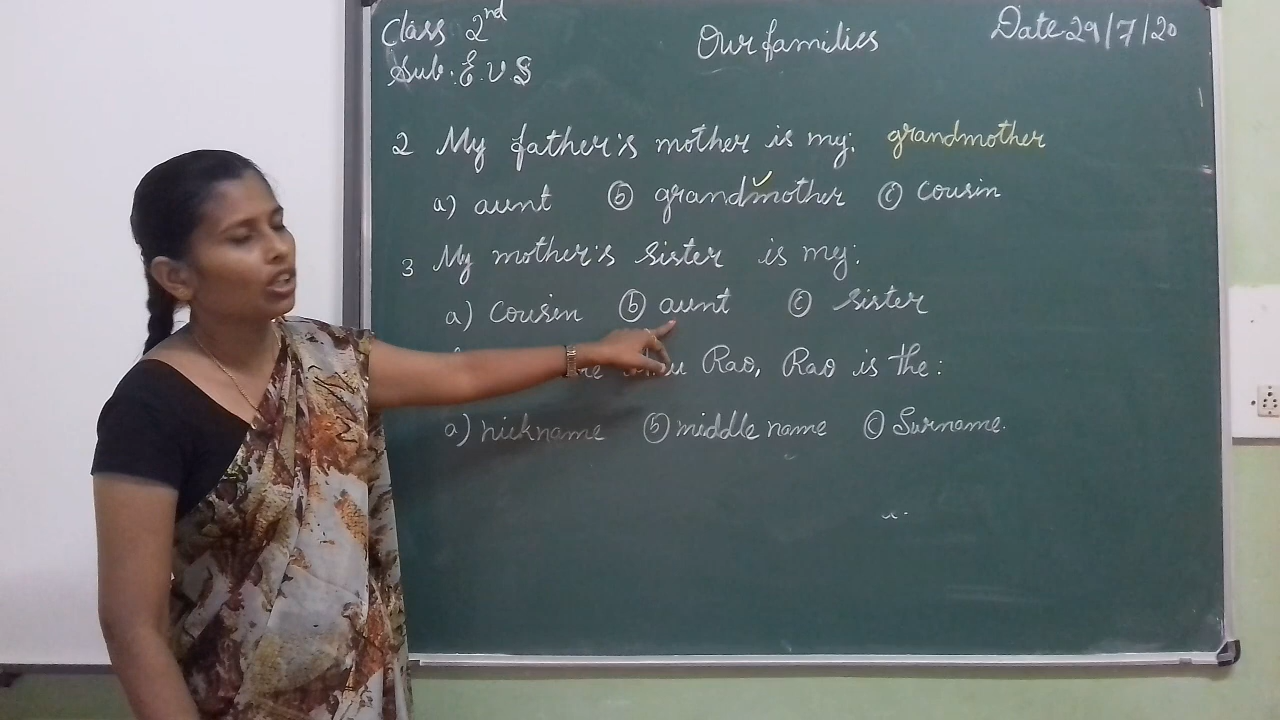 Class 2nd
Our families
Date 29/7/20
Sub. E.V.S
2 My father's mother is my: grandmother
a) aunt b grandmother c cousin
3 My mother's sister is my:
a) Cousin b aunt c sister
Rao, Rao is the:
a) nickname b middle name c Surname.